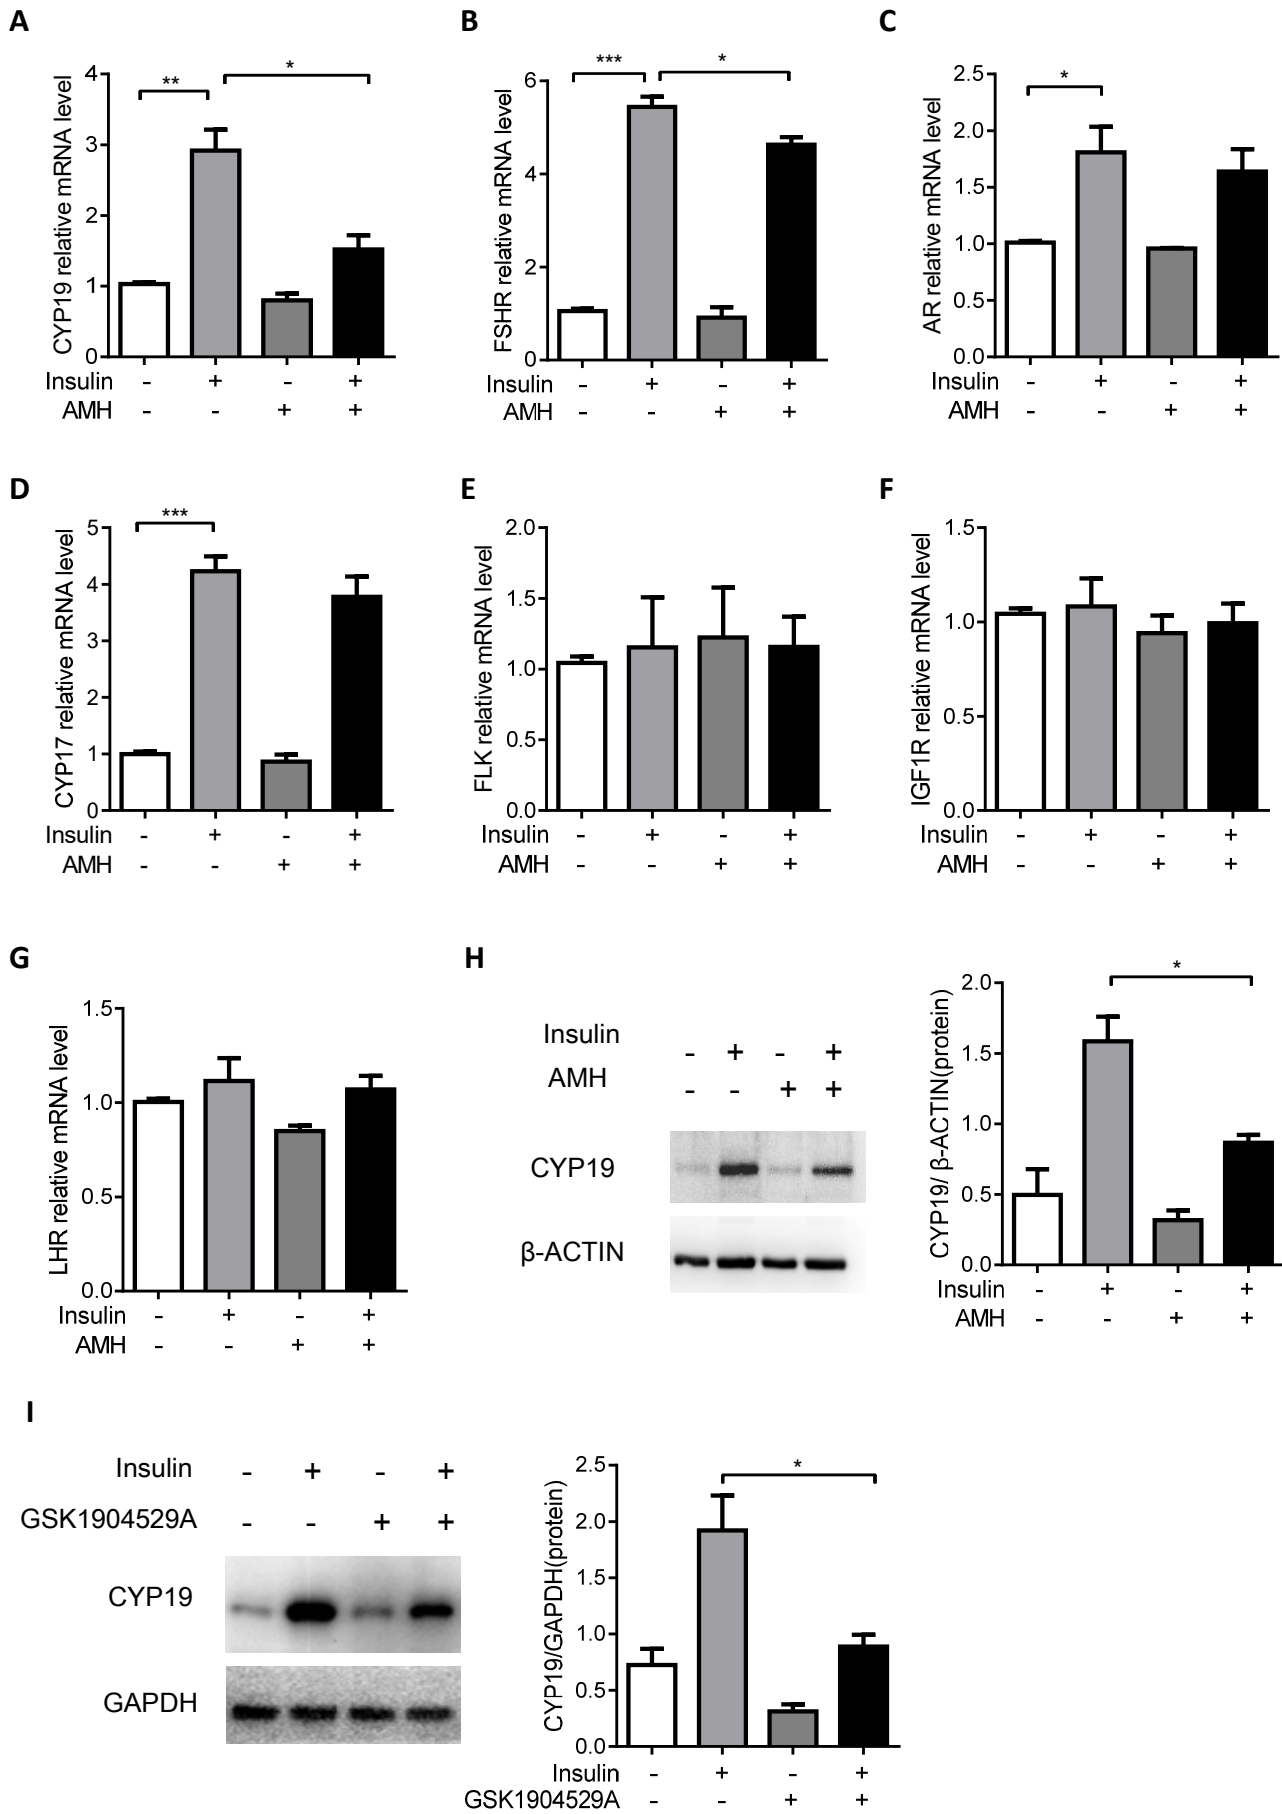 A
CYP19 relative mRNA level
4
3
2
1
0
** *
Insulin - + - +
AMH - - + +
B
FSHR relative mRNA level
6
4
2
0
*** *
Insulin - + - +
AMH - - + +
C
AR relative mRNA level
2.5
2.0
1.5
1.0
0.5
0.0
*
Insulin - + - +
AMH - - + +
D
CYP17 relative mRNA level
5
4
3
2
1
0
***
Insulin - + - +
AMH - - + +
E
FLK relative mRNA level
2.0
1.5
1.0
0.5
0.0
Insulin - + - +
AMH - - + +
F
IGF1R relative mRNA level
1.5
1.0
0.5
0.0
Insulin - + - +
AMH - - + +
G
LHR relative mRNA level
1.5
1.0
0.5
0.0
Insulin - + - +
AMH - - + +
H
Insulin - + - +
AMH - - + +
CYP19
β-ACTIN
CYP19/ β-ACTIN(protein)
2.0
1.5
1.0
0.5
0.0
*
Insulin - + - +
AMH - - + +
I
Insulin - + - +
GSK1904529A - - + +
CYP19
GAPDH
CYP19/GAPDH(protein)
2.5
2.0
1.5
1.0
0.5
0.0
*
Insulin - + - +
GSK1904529A - - + +